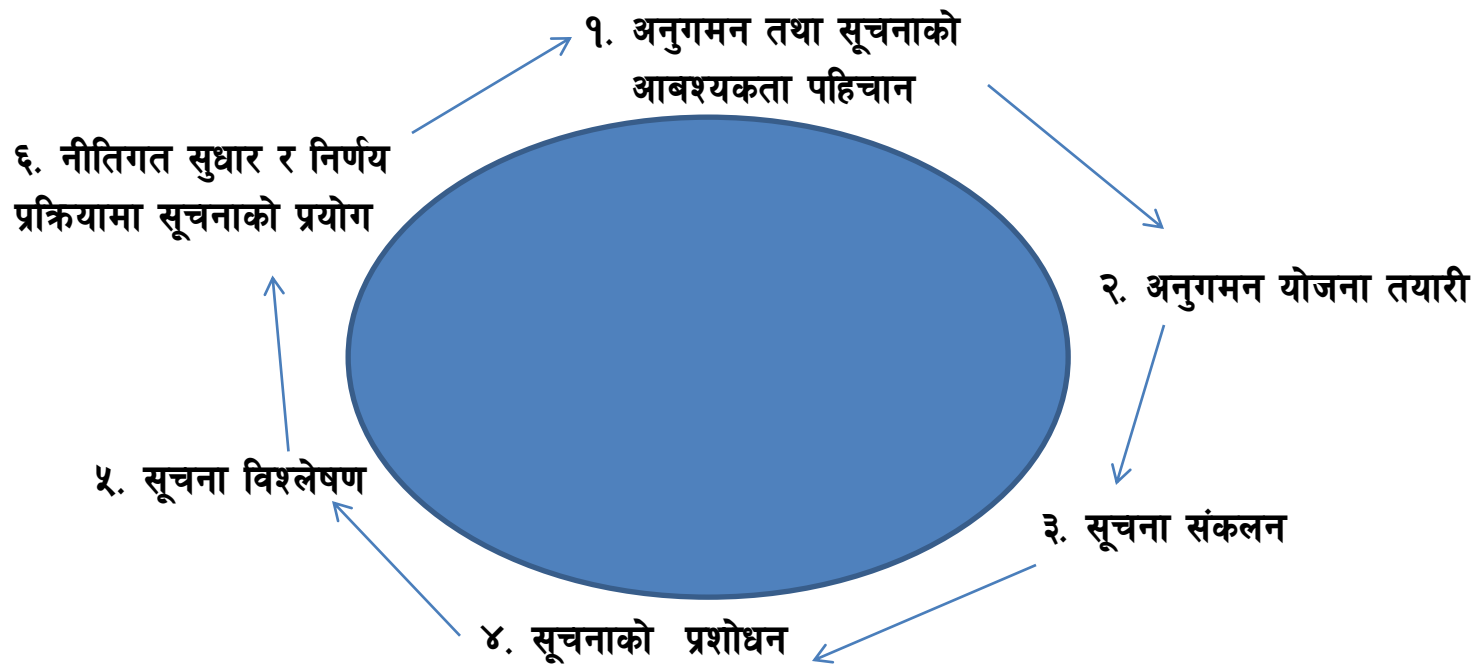 १. अनुगमन तथा सूचनाको
आबश्यकता पहिचान
२. अनुगमन योजना तयारी
३. सूचना संकलन
४. सूचनाको प्रशोधन
५. सूचना विश्लेषण
६. नीतिगत सुधार र निर्णय
प्रक्रियामा सूचनाको प्रयोग